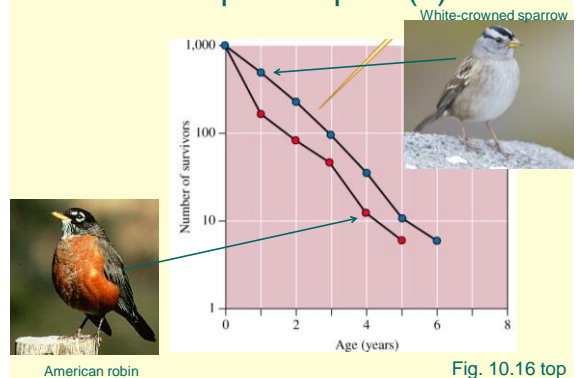 White-crowned sparrow
1,000
100
10
1
Number of survivors
0
2
4
6
8
Age (years)
American robin
Fig. 10.16 top